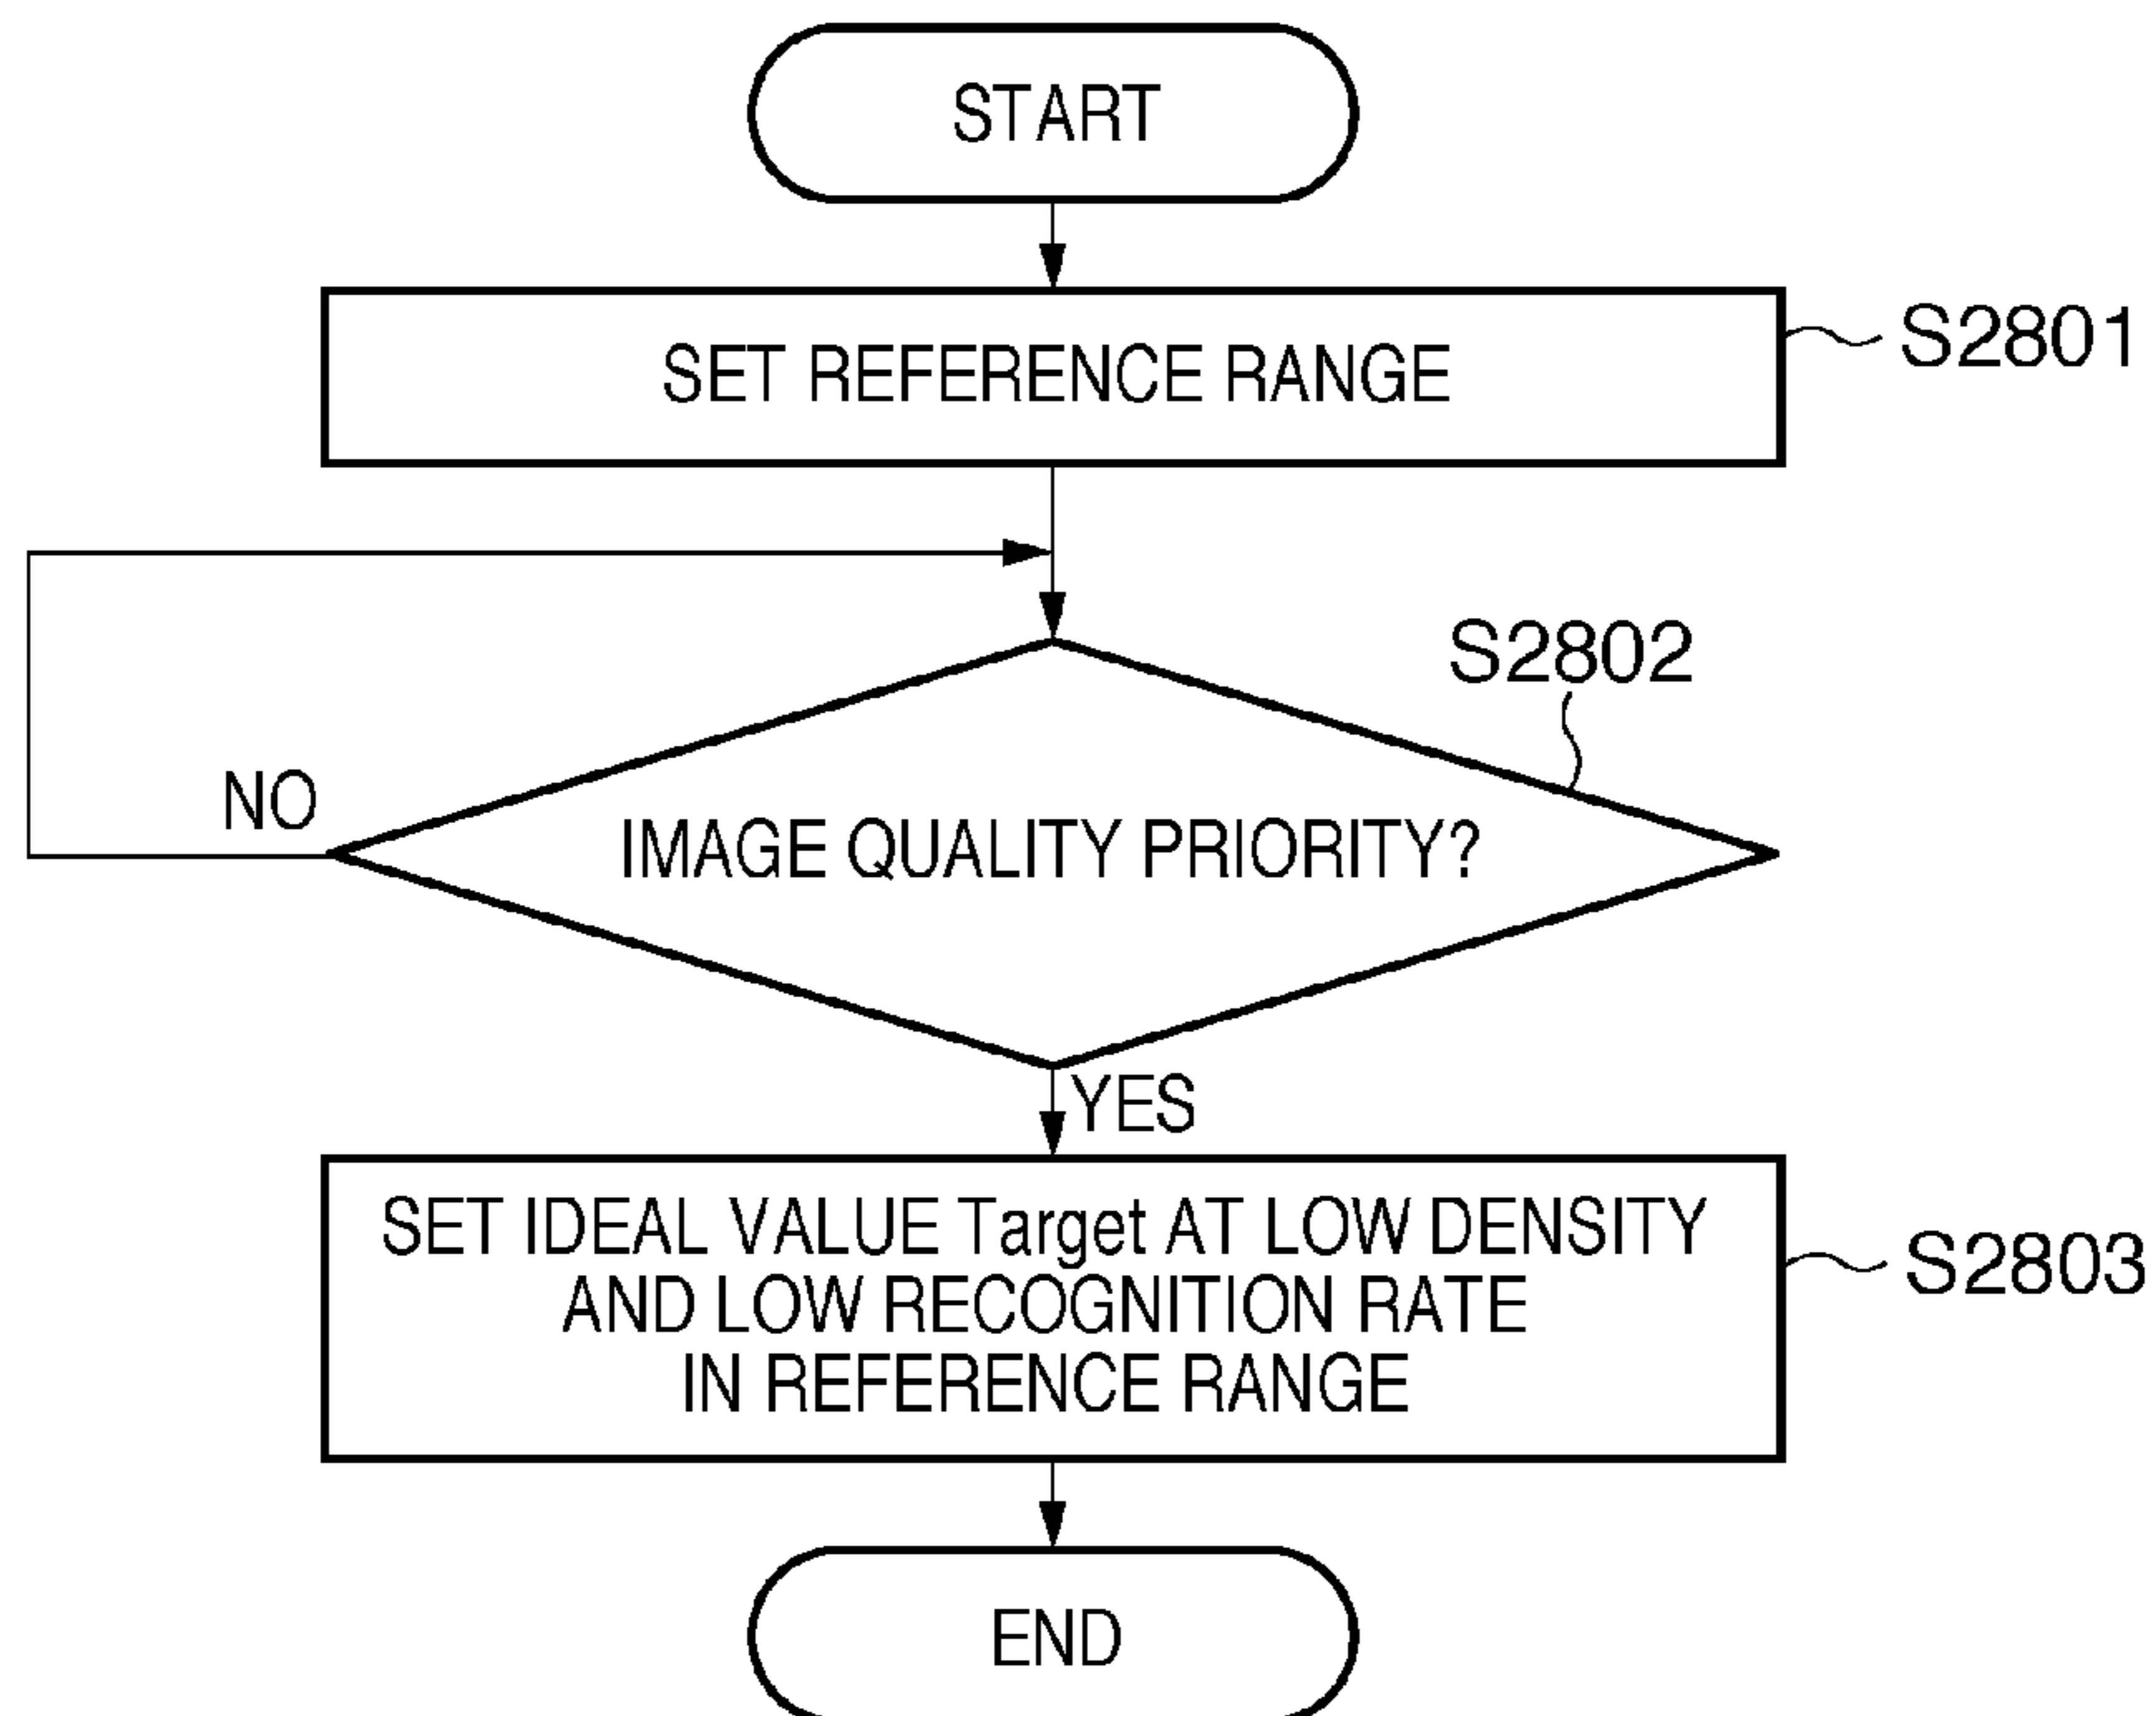 START
SET REFERENCE RANGE
S2801
S2802
NO
IMAGE QUALITY PRIORITY?
YES
SET IDEAL VALUE Target AT LOW DENSITY
AND LOW RECOGNITION RATE
IN REFERENCE RANGE
S2803
END